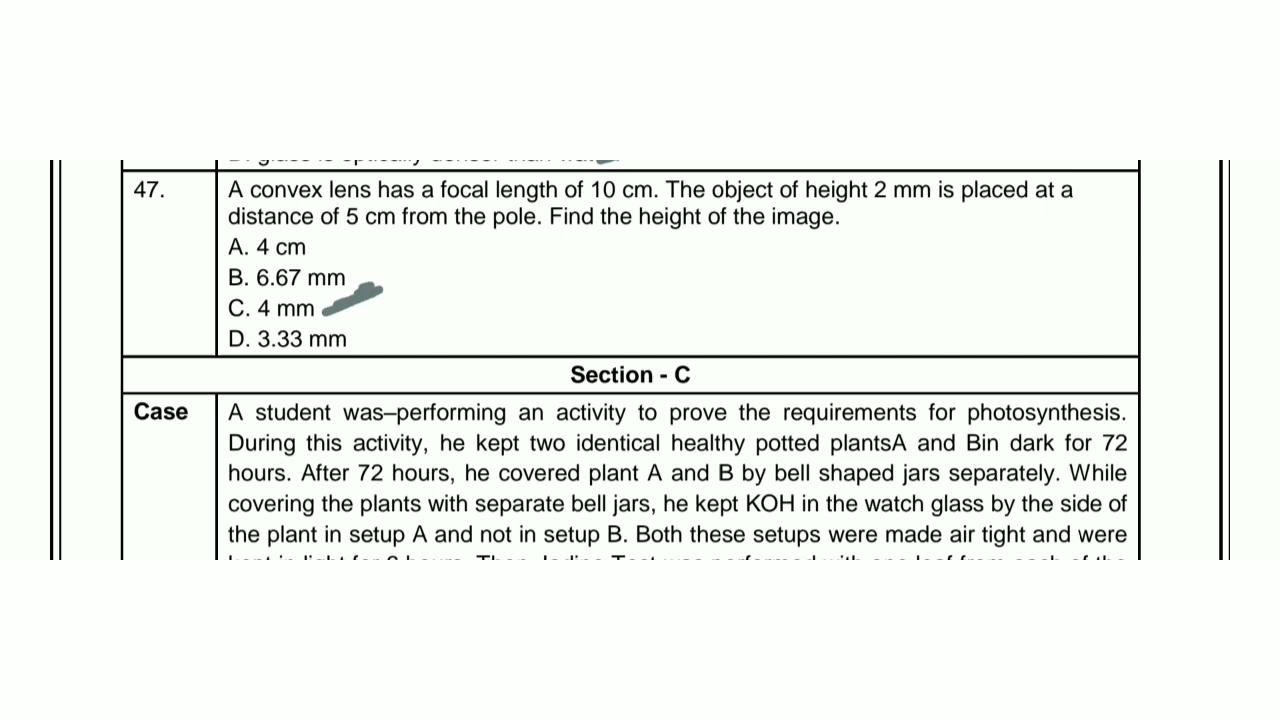 47.
A convex lens has a focal length of 10 cm. The object of height 2 mm is placed at a
distance of 5 cm from the pole. Find the height of the image.
A. 4 cm
B. 6.67 mm
C. 4 mm
D. 3.33 mm
Section - C
Case
A student was–performing an activity to prove the requirements for photosynthesis.
During this activity, he kept two identical healthy potted plantsA and Bin dark for 72
hours. After 72 hours, he covered plant A and B by bell shaped jars separately. While
covering the plants with separate bell jars, he kept KOH in the watch glass by the side of
the plant in setup A and not in setup B. Both these setups were made air tight and were